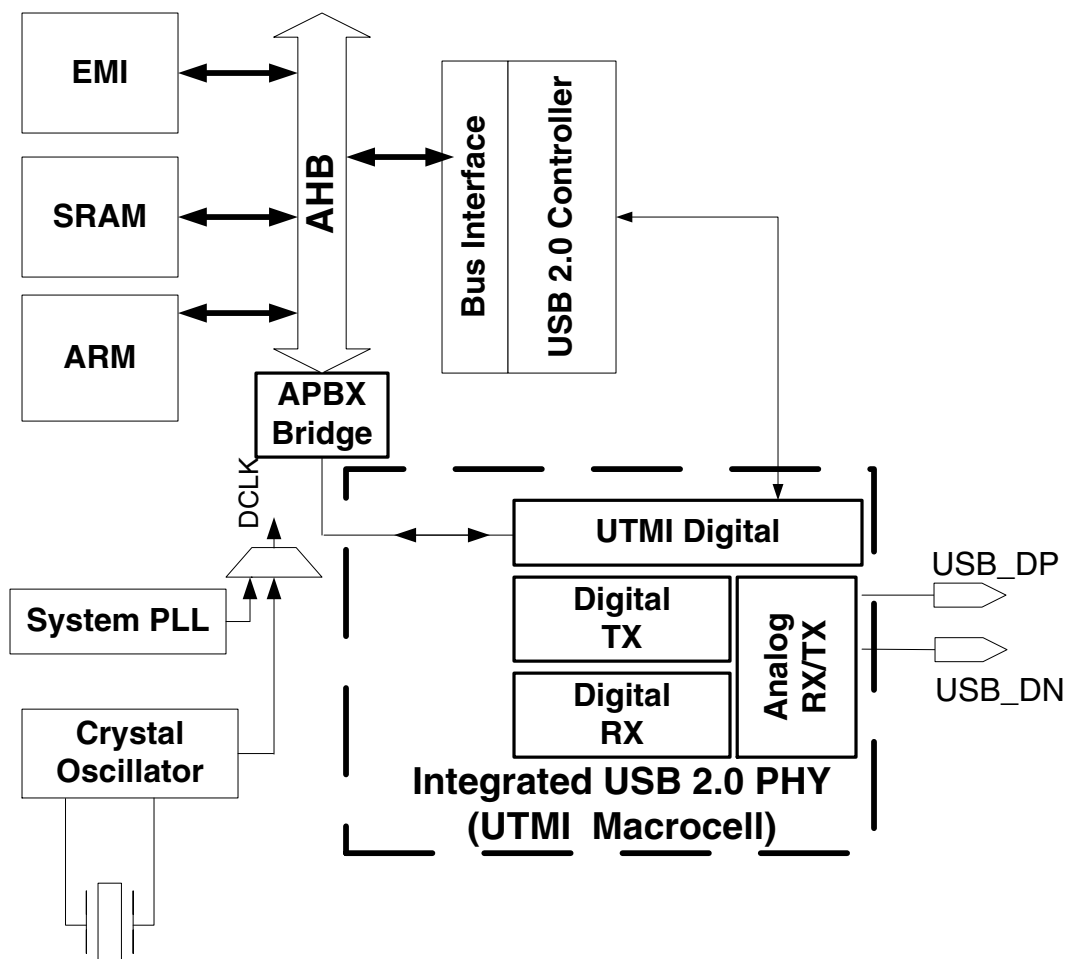 EMI
SRAM
ARM
AHB
Bus Interface
USB 2.0 Controller
APBX
Bridge
DCLK
UTMI Digital
System PLL
Digital
TX
Digital
RX
Analog
RX/TX
USB_DP
USB_DN
Crystal
Oscillator
Integrated USB 2.0 PHY
(UTMI Macrocell)